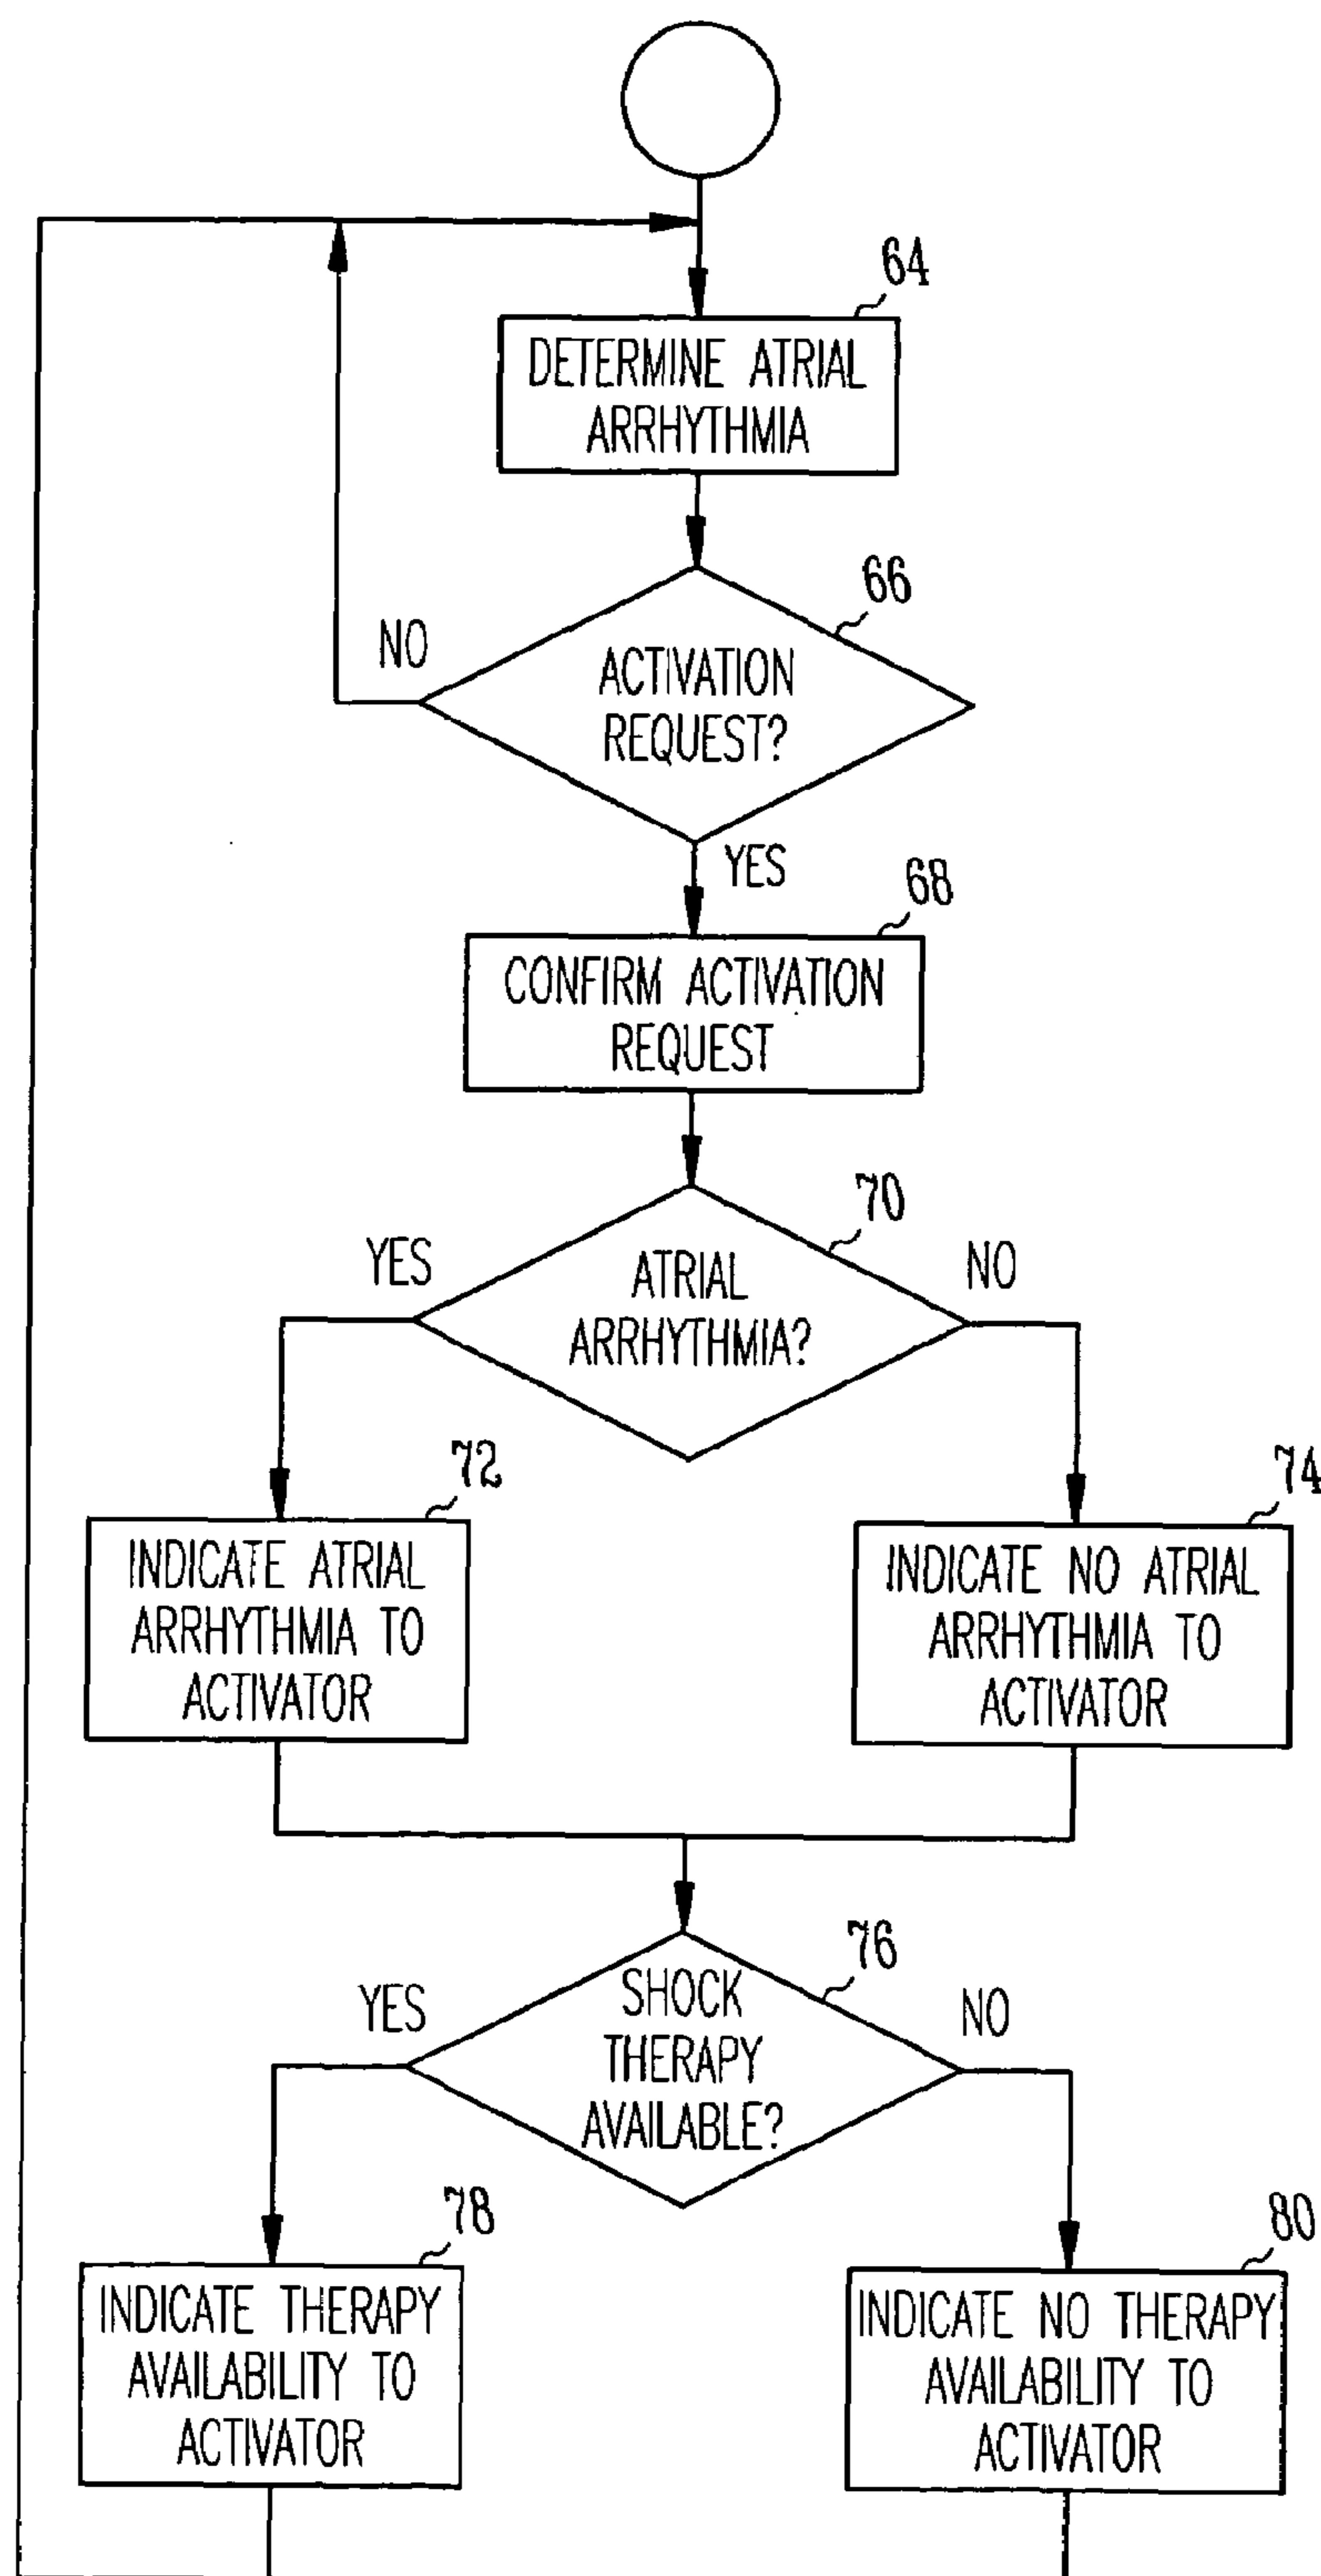 64
DETERMINE ATRIAL
ARRHYTHMIA
66
NO
ACTIVATION
REQUEST?
YES
68
CONFIRM ACTIVATION
REQUEST
70
YES
NO
ATRIAL
ARRHYTHMIA?
72
74
INDICATE ATRIAL
ARRHYTHMIA TO
ACTIVATOR
INDICATE NO ATRIAL
ARRHYTHMIA TO
ACTIVATOR
76
YES
NO
SHOCK
THERAPY
AVAILABLE?
78
80
INDICATE THERAPY
AVAILABILITY TO
ACTIVATOR
INDICATE NO THERAPY
AVAILABILITY TO
ACTIVATOR